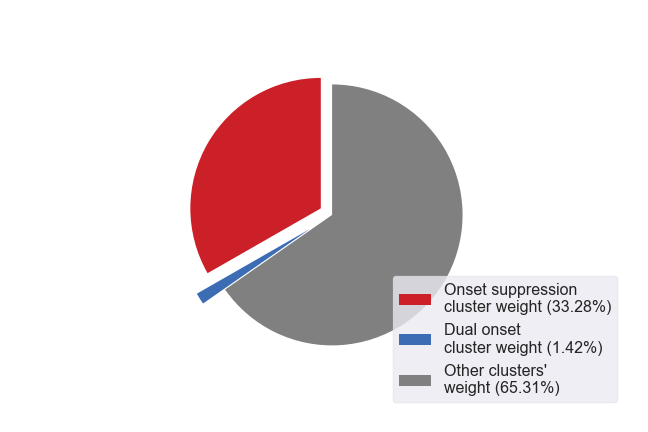 Onset suppression
cluster weight (33.28%)
Dual onset
cluster weight (1.42%)
Other clusters'
weight (65.31%)